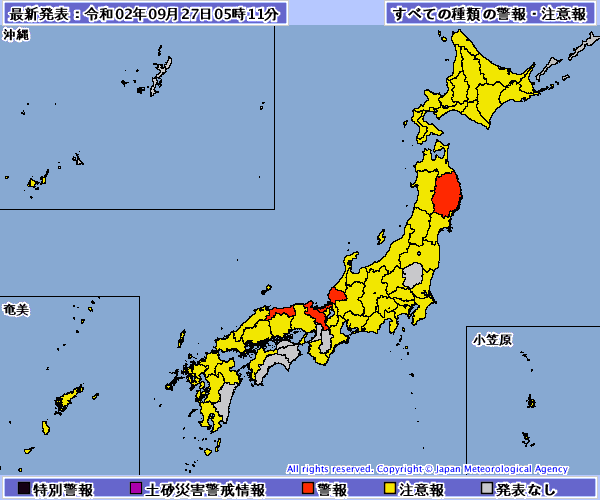 最新発表：令和02年09月27日05時11分
すべての種類の警報・注意報
沖縄
奄美
小笠原
All rights reserved. Copyright © Japan Meteorological Agency
特別警報 土砂災害警戒情報 警報 注意報 発表なし